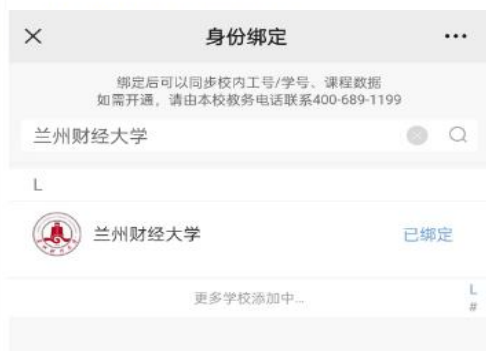 身份绑定
绑定后可以同步校内工号/学号、课程数据
如需开通，请由本校教务电话联系400-689-1199
兰州财经大学
L
兰州财经大学
已绑定
更多学校添加中...
L
#